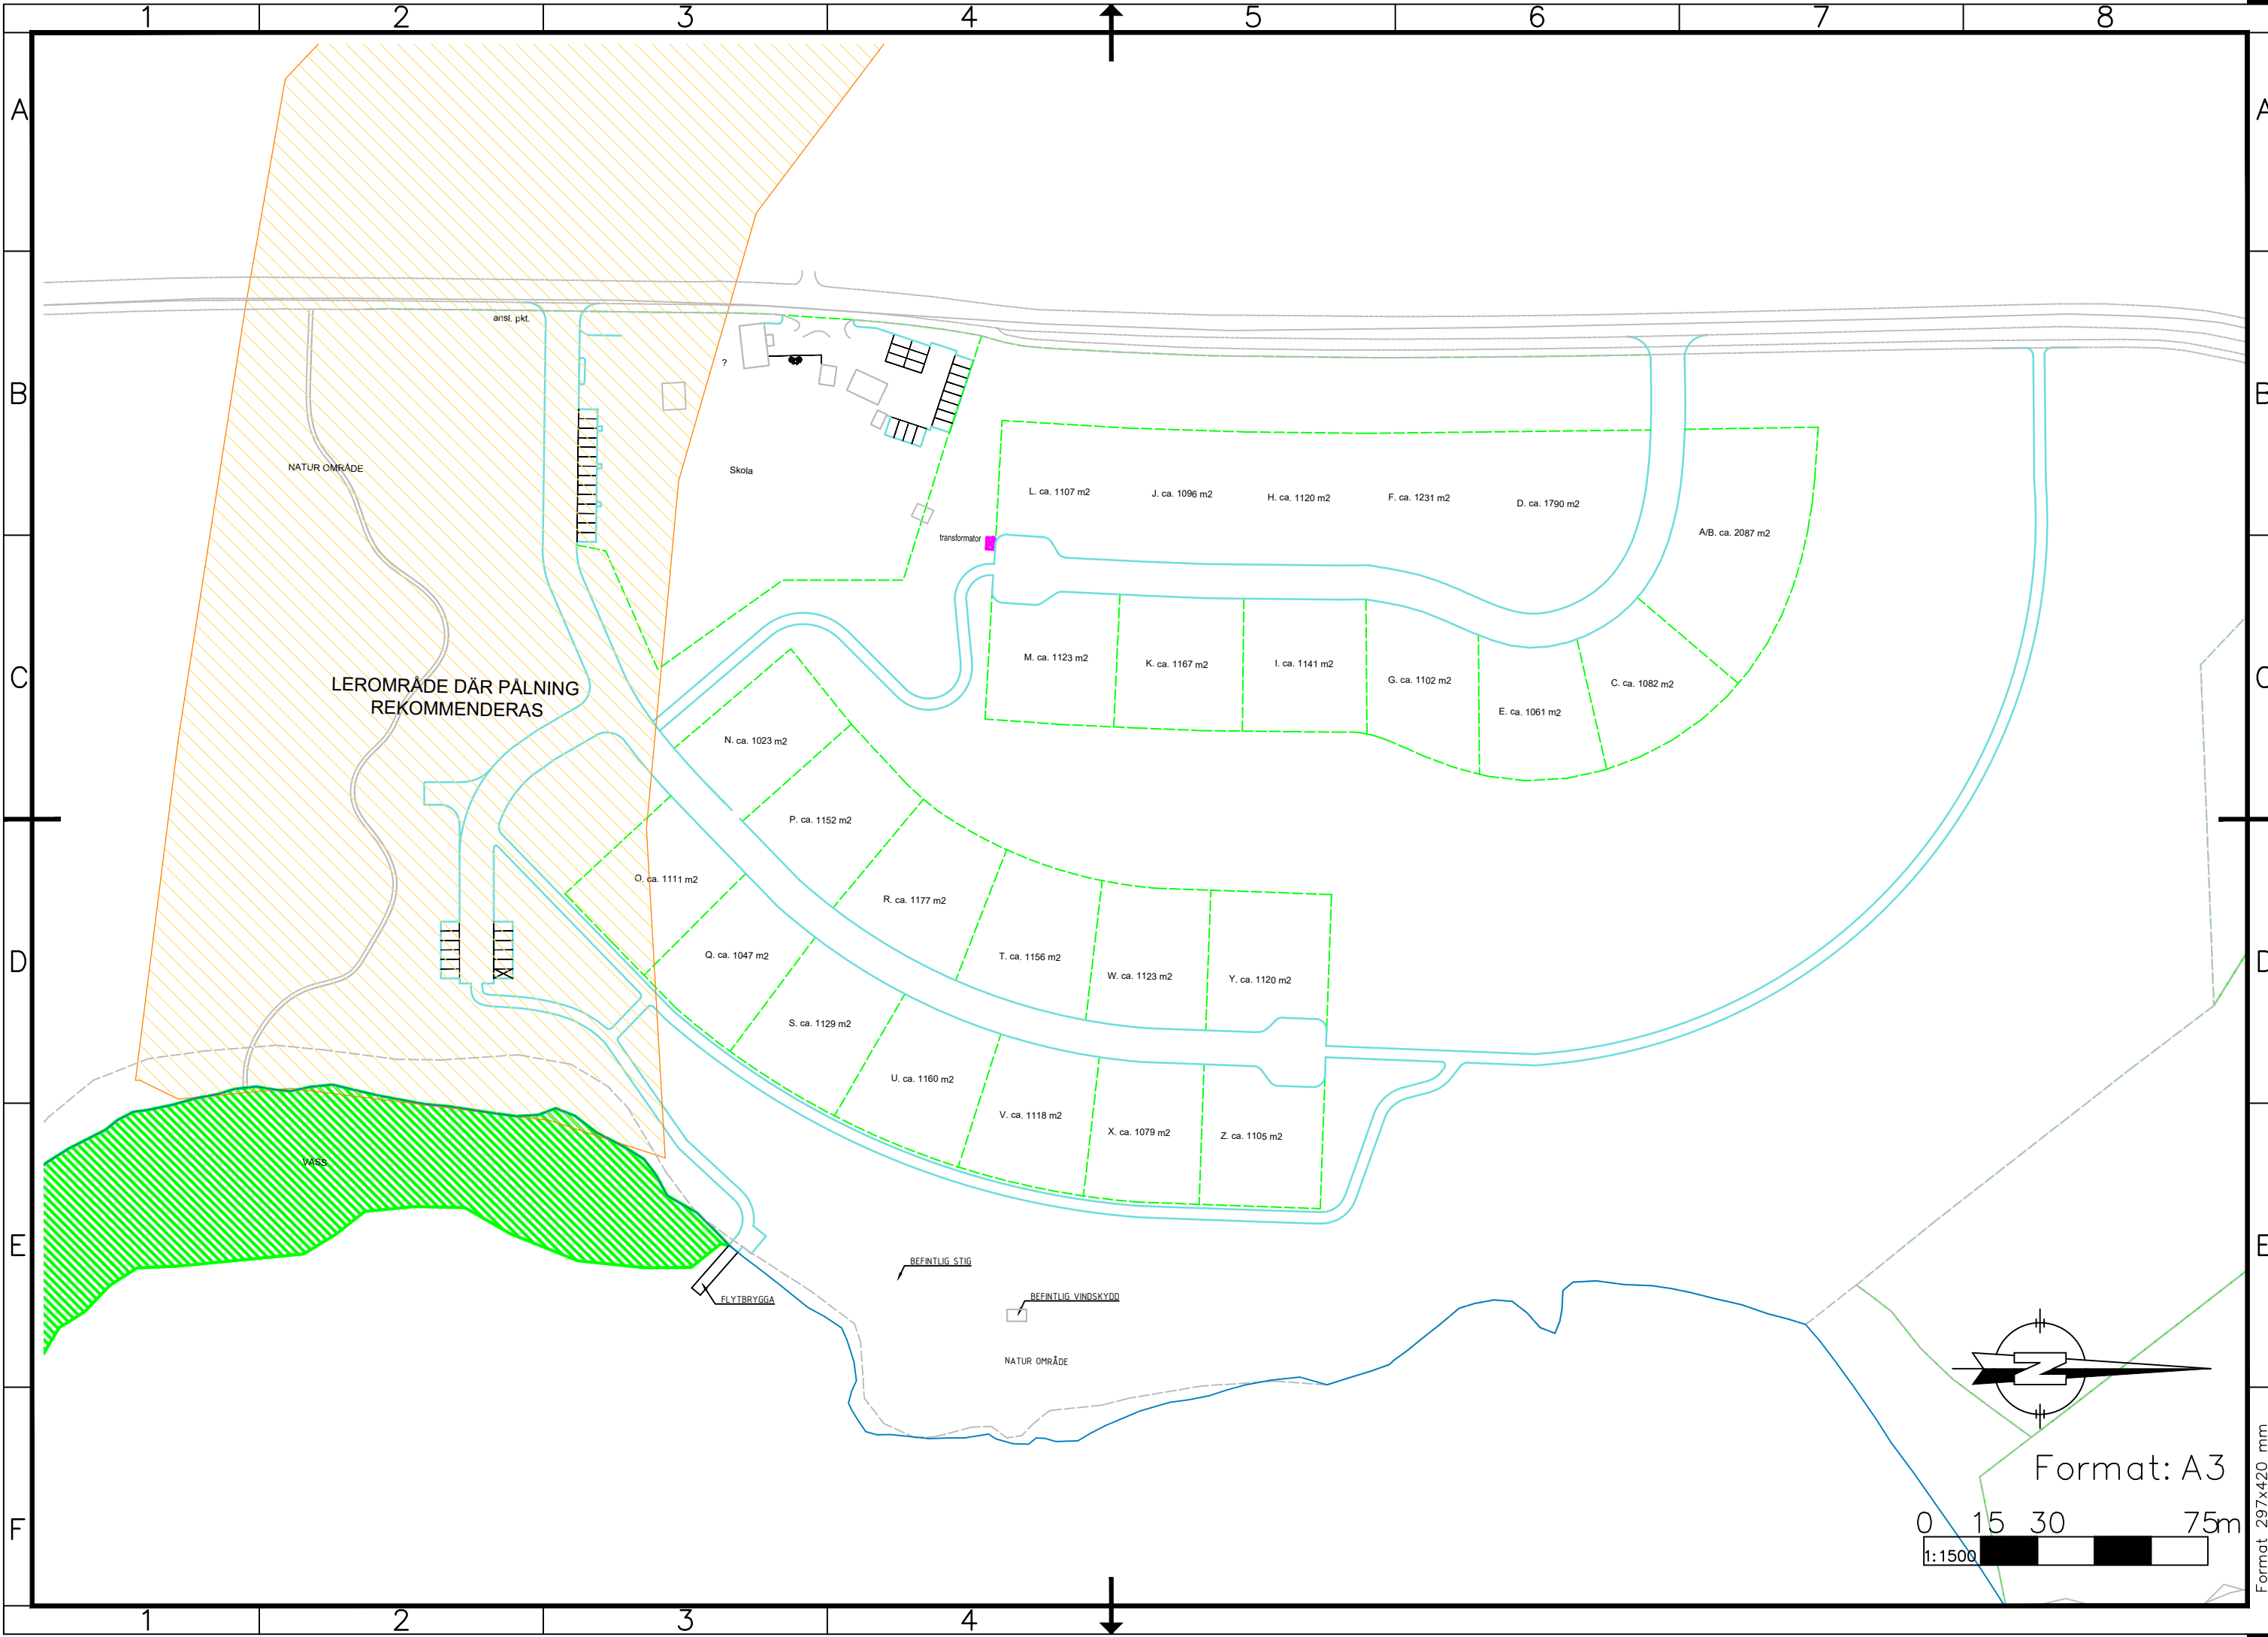 1 2 3 4 5 6 7 8
A A
ansl. pkt.
?
B B
NATUR OMRÅDE
Skola
L. ca. 1107 m2
J. ca. 1096 m2
H. ca. 1120 m2
F. ca. 1231 m2
D. ca. 1790 m2
A/B. ca. 2087 m2
transformator
M. ca. 1123 m2
K. ca. 1167 m2
I. ca. 1141 m2
G. ca. 1102 m2
E. ca. 1061 m2
C. ca. 1082 m2
C C
LEROMRÅDE DÄR PÅLNING
REKOMMENDERAS
N. ca. 1023 m2
P. ca. 1152 m2
O. ca. 1111 m2
R. ca. 1177 m2
Q. ca. 1047 m2
T. ca. 1156 m2
W. ca. 1123 m2
Y. ca. 1120 m2
D D
S. ca. 1129 m2
U. ca. 1160 m2
V. ca. 1118 m2
X. ca. 1079 m2
Z. ca. 1105 m2
VASS
E E
BEFINTLIG STIG
FLYTBRYGGA
BEFINTLIG VINDSKYDD
NATUR OMRÅDE
N
Format: A3
F
0 15 30 75m
1:1500
Format 297x420 mm
1 2 3 4